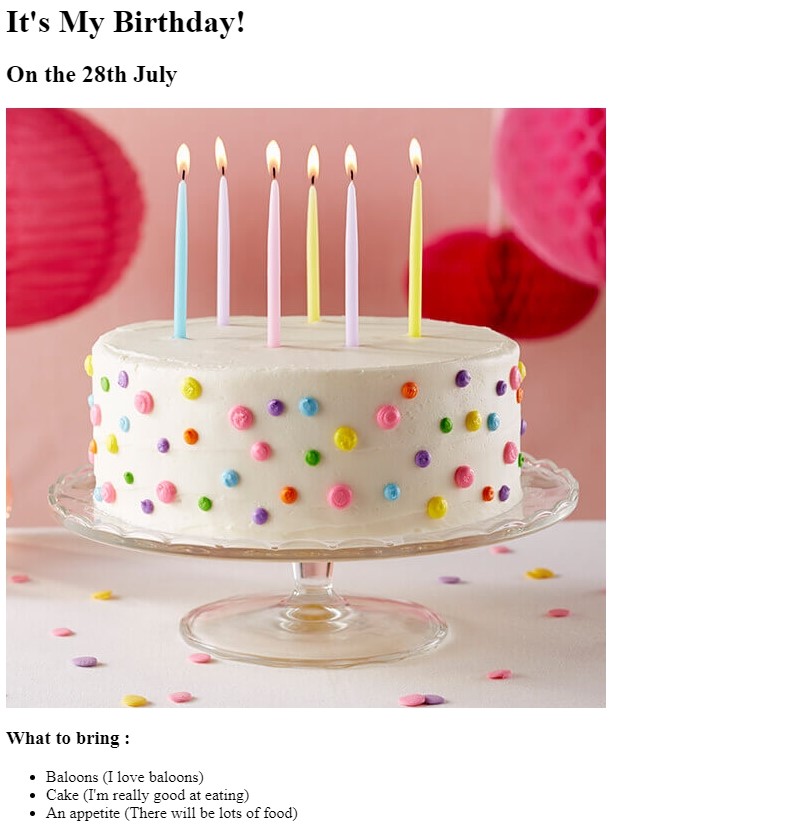 It's My Birthday!
On the 28th July
What to bring :
Baloons (I love baloons)
Cake (I'm really good at eating)
An appetite (There will be lots of food)